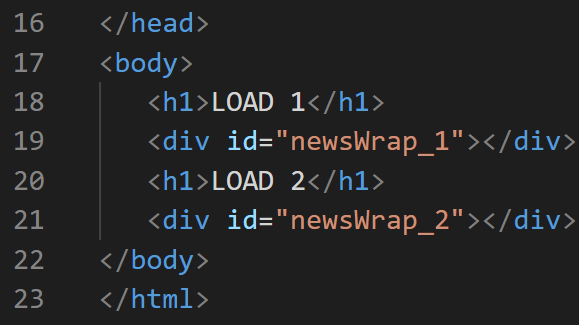 16 </head>
17 <body>
18 <h1>LOAD 1</h1>
19 <div id="newsWrap_1"></div>
20 <h1>LOAD 2</h1>
21 <div id="newsWrap_2"></div>
22 </body>
23 </html>